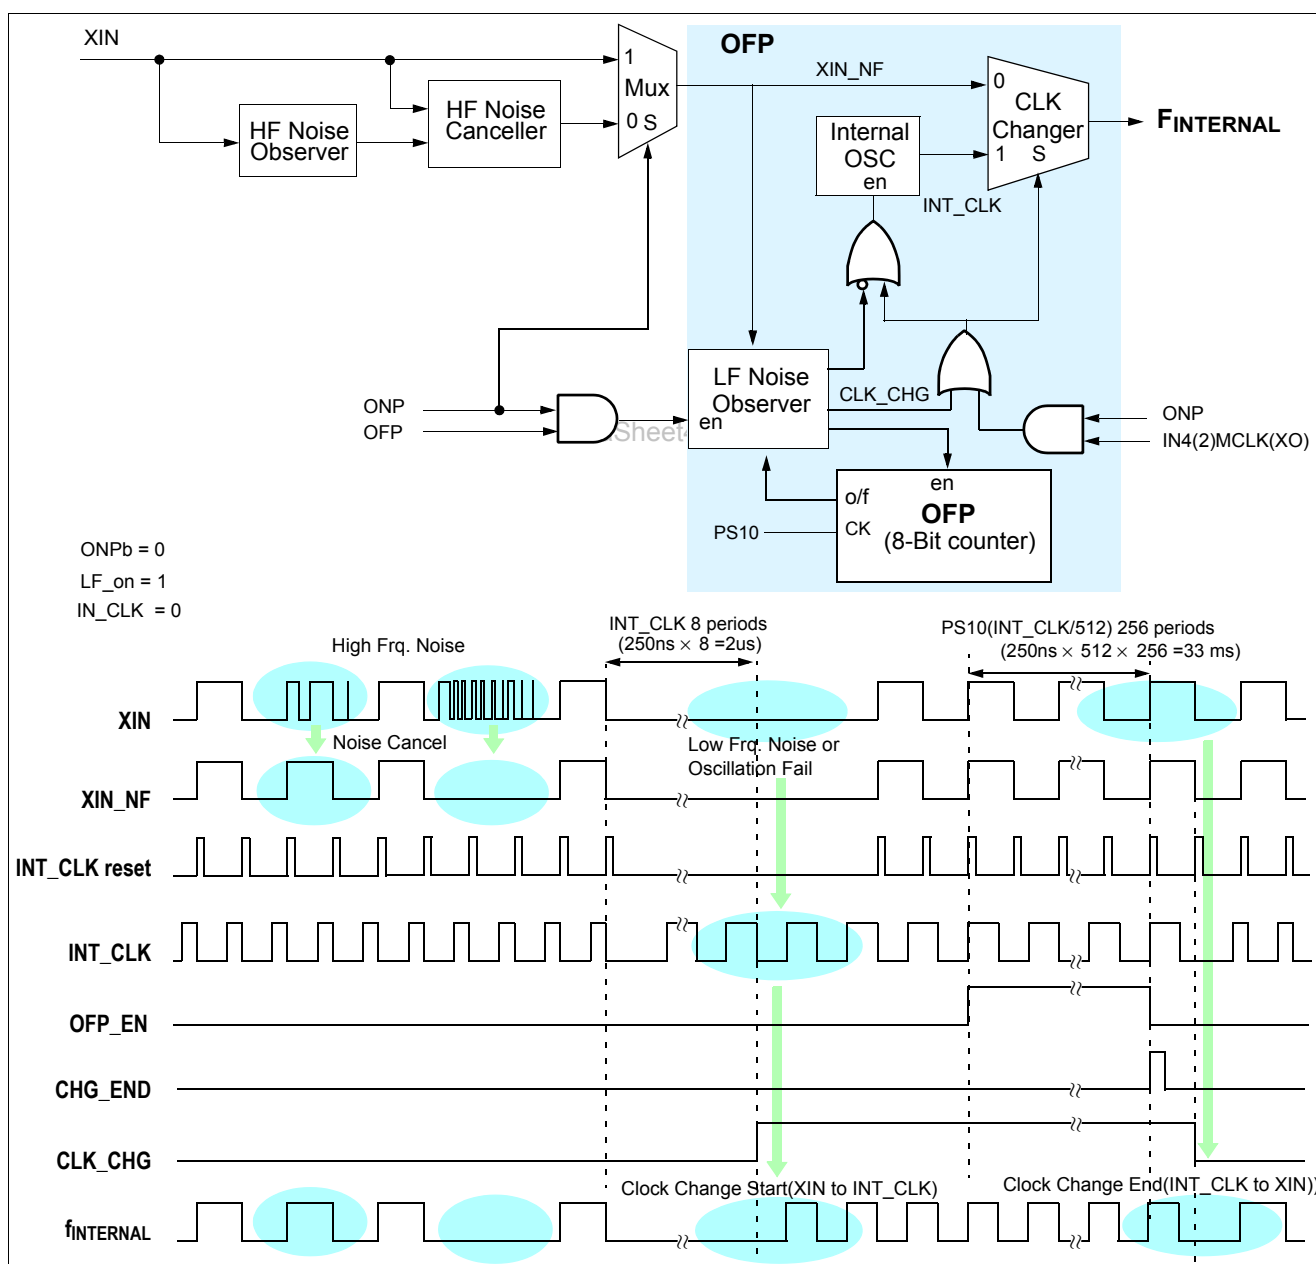 XIN
OFP
XIN_NF
1
Mux
0 S
HF Noise
Observer
HF Noise
Canceller
0
CLK
Changer
1 S
FINTERNAL
Internal
OSC
en
INT_CLK
LF Noise
Observer
en
CLK_CHG
ONP
OFP
Sheet4
ONP
IN4(2)MCLK(XO)
en
o/f
OFP
CK
(8-Bit counter)
PS10
ONPb = 0
LF_on = 1
IN_CLK = 0
High Frq. Noise
INT_CLK 8 periods
(250ns × 8 =2us)
PS10(INT_CLK/512) 256 periods
(250ns × 512 × 256 =33 ms)
XIN
Noise Cancel
Low Frq. Noise or
Oscillation Fail
XIN_NF
INT_CLK reset
INT_CLK
OFP_EN
CHG_END
CLK_CHG
Clock Change Start(XIN to INT_CLK)
Clock Change End(INT_CLK to XIN))
fINTERNAL